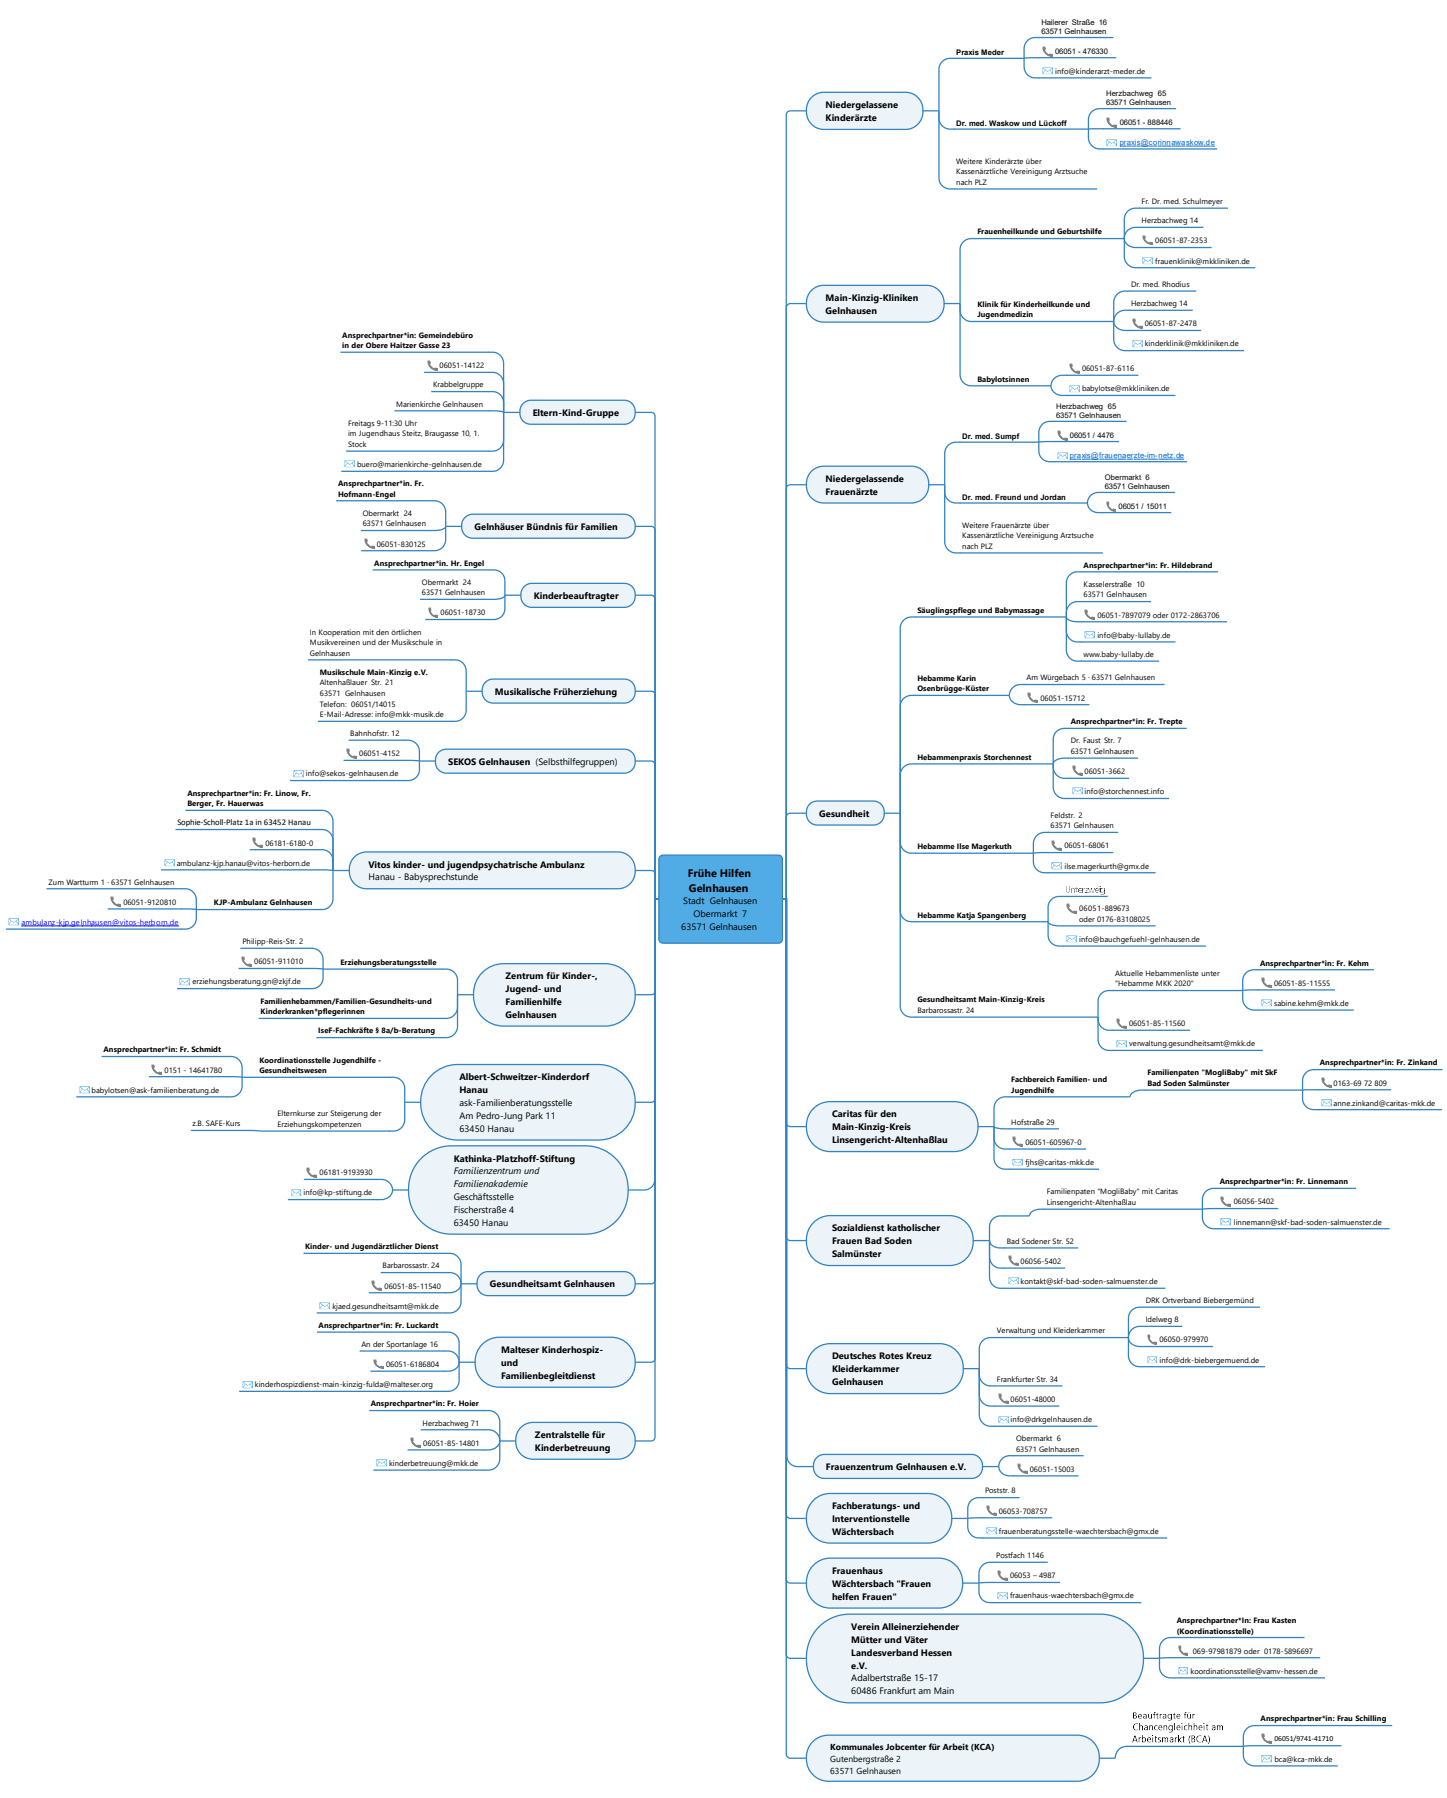 Frühe Hilfen
Gelnhausen
Stadt Gelnhausen
Obermarkt 7
63571 Gelnhausen
Niedergelassene
Kinderärzte
Praxis Meder
Hailerer Straße 16
63571 Gelnhausen
06051 - 476330
info@kinderarzt-meder.de
Dr. med. Waskow und Lückoff
Herzbachweg 65
63571 Gelnhausen
06051 - 888446
praxis@corinnawaskow.de
Weitere Kinderärzte über
Kassenärztliche Vereinigung Arztsuche
nach PLZ
Main-Kinzig-Kliniken
Gelnhausen
Frauenheilkunde und Geburtshilfe
Fr. Dr. med. Schulmeyer
Herzbachweg 14
06051-87-2353
frauenklinik@mkkliniken.de
Klinik für Kinderheilkunde und
Jugendmedizin
Dr. med. Rhodius
Herzbachweg 14
06051-87-2478
kinderklinik@mkkliniken.de
Babylotsinnen
06051-87-6116
babylotse@mkkliniken.de
Niedergelassende
Frauenärzte
Dr. med. Sumpf
Herzbachweg 65
63571 Gelnhausen
06051 / 4476
praxis@frauenaerzte-im-netz.de
Dr. med. Freund und Jordan
Obermarkt 6
63571 Gelnhausen
06051 / 15011
Weitere Frauenärzte über
Kassenärztliche Vereinigung Arztsuche
nach PLZ
Gesundheit
Säuglingspflege und Babymassage
Ansprechpartner*in: Fr. Hildebrand
Kasselerstraße 10
63571 Gelnhausen
06051-7897079 oder 0172-2863706
info@baby-lullaby.de
www.baby-lullaby.de
Hebamme Karin
Osenbrügge-Küster
Am Würgebach 5 · 63571 Gelnhausen
06051-15712
Hebammenpraxis Storchennest
Ansprechpartner*in: Fr. Trepte
Dr. Faust Str. 7
63571 Gelnhausen
06051-3662
info@storchennest.info
Hebamme Ilse Magerkuth
Feldstr. 2
63571 Gelnhausen
06051-68061
ilse.magerkurth@gmx.de
Hebamme Katja Spangenberg
Unterzweig
06051-889673
oder 0176-83108025
info@bauchgefuehl-gelnhausen.de
Gesundheitsamt Main-Kinzig-Kreis
Barbarossastr. 24
Aktuelle Hebammenliste unter
"Hebamme MKK 2020"
Ansprechpartner*in: Fr. Kehm
06051-85-11555
sabine.kehm@mkk.de
06051-85-11560
verwaltung.gesundheitsamt@mkk.de
Caritas für den
Main-Kinzig-Kreis
Linsengericht-Altenhaßlau
Fachbereich Familien- und
Jugendhilfe
Familienpaten "MogliBaby" mit SkF
Bad Soden Salmünster
Ansprechpartner*in: Fr. Zinkand
0163-69 72 809
anne.zinkand@caritas-mkk.de
Hofstraße 29
06051-605967-0
fjhs@caritas-mkk.de
Sozialdienst katholischer
Frauen Bad Soden
Salmünster
Familienpaten "MogliBaby" mit Caritas
Linsengericht-Altenhaßlau
Ansprechpartner*in: Fr. Linnemann
06056-5402
linnemann@skf-bad-soden-salmuenster.de
Bad Sodener Str. 52
06056-5402
kontakt@skf-bad-soden-salmuenster.de
Deutsches Rotes Kreuz
Kleiderkammer
Gelnhausen
Verwaltung und Kleiderkammer
DRK Ortverband Biebergemünd
Idelweg 8
06050-979970
info@drk-biebergemuend.de
Frankfurter Str. 34
06051-48000
info@drkgelnhausen.de
Frauenzentrum Gelnhausen e.V.
Obermarkt 6
63571 Gelnhausen
06051-15003
Fachberatungs- und
Interventionstelle
Wächtersbach
Poststr. 8
06053-708757
frauenberatungsstelle-waechtersbach@gmx.de
Frauenhaus
Wächtersbach "Frauen
helfen Frauen"
Postfach 1146
06053 – 4987
frauenhaus-waechtersbach@gmx.de
Verein Alleinerziehender
Mütter und Väter
Landesverband Hessen
e.V.
Adalbertstraße 15-17
60486 Frankfurt am Main
Ansprechpartner*In: Frau Kasten
(Koordinationsstelle)
069-97981879 oder 0178-5896697
koordinationsstelle@vamv-hessen.de
Kommunales Jobcenter für Arbeit (KCA)
Gutenbergstraße 2
63571 Gelnhausen
Beauftragte für
Chancengleichheit am
Arbeitsmarkt (BCA)
Ansprechpartner*in: Frau Schilling
06051/9741-41710
bca@kca-mkk.de
Eltern-Kind-Gruppe
Ansprechpartner*in: Gemeindebüro
in der Obere Haitzer Gasse 23
06051-14122
Krabbelgruppe
Marienkirche Gelnhausen
Freitags 9-11:30 Uhr
im Jugendhaus Steitz, Braugasse 10, 1.
Stock
buero@marienkirche-gelnhausen.de
Gelnhäuser Bündnis für Familien
Ansprechpartner*in. Fr.
Hofmann-Engel
Obermarkt 24
63571 Gelnhausen
06051-830125
Kinderbeauftragter
Ansprechpartner*in. Hr. Engel
Obermarkt 24
63571 Gelnhausen
06051-18730
Musikalische Früherziehung
In Kooperation mit den örtlichen
Musikvereinen und der Musikschule in
Gelnhausen
Musikschule Main-Kinzig e.V.
Altenhaßlauer Str. 21
63571 Gelnhausen
Telefon: 06051/14015
E-Mail-Adresse: info@mkk-musik.de
SEKOS Gelnhausen (Selbsthilfegruppen)
Bahnhofstr. 12
06051-4152
info@sekos-gelnhausen.de
Vitos kinder- und jugendpsychatrische Ambulanz
Hanau - Babysprechstunde
Ansprechpartner*in: Fr. Linow, Fr.
Berger, Fr. Hauerwas
Sophie-Scholl-Platz 1a in 63452 Hanau
06181-6180-0
ambulanz-kjp.hanau@vitos-herborn.de
KJP-Ambulanz Gelnhausen
Zum Wartturm 1 · 63571 Gelnhausen
06051-9120810
ambulanz-kjp.gelnhausen@vitos-herborn.de
Zentrum für Kinder-,
Jugend- und
Familienhilfe
Gelnhausen
Erziehungsberatungsstelle
Philipp-Reis-Str. 2
06051-911010
erziehungsberatung.gn@zkjf.de
Familienhebammen/Familien-Gesundheits-und
Kinderkranken*pflegerinnen
IseF-Fachkräfte § 8a/b-Beratung
Albert-Schweitzer-Kinderdorf
Hanau
ask-Familienberatungsstelle
Am Pedro-Jung Park 11
63450 Hanau
Koordinationsstelle Jugendhilfe -
Gesundheitswesen
Ansprechpartner*in: Fr. Schmidt
0151 - 14641780
babylotsen@ask-familienberatung.de
Elternkurse zur Steigerung der
Erziehungskompetenzen
z.B. SAFE-Kurs
Kathinka-Platzhoff-Stiftung
Familienzentrum und
Familienakademie
Geschäftsstelle
Fischerstraße 4
63450 Hanau
06181-9193930
info@kp-stiftung.de
Gesundheitsamt Gelnhausen
Kinder- und Jugendärztlicher Dienst
Barbarossastr. 24
06051-85-11540
kjaed.gesundheitsamt@mkk.de
Malteser Kinderhospiz-
und
Familienbegleitdienst
Ansprechpartner*in: Fr. Luckardt
An der Sportanlage 16
06051-6186804
kinderhospizdienst-main-kinzig-fulda@malteser.org
Zentralstelle für
Kinderbetreuung
Ansprechpartner*in: Fr. Hoier
Herzbachweg 71
06051-85-14801
kinderbetreuung@mkk.de